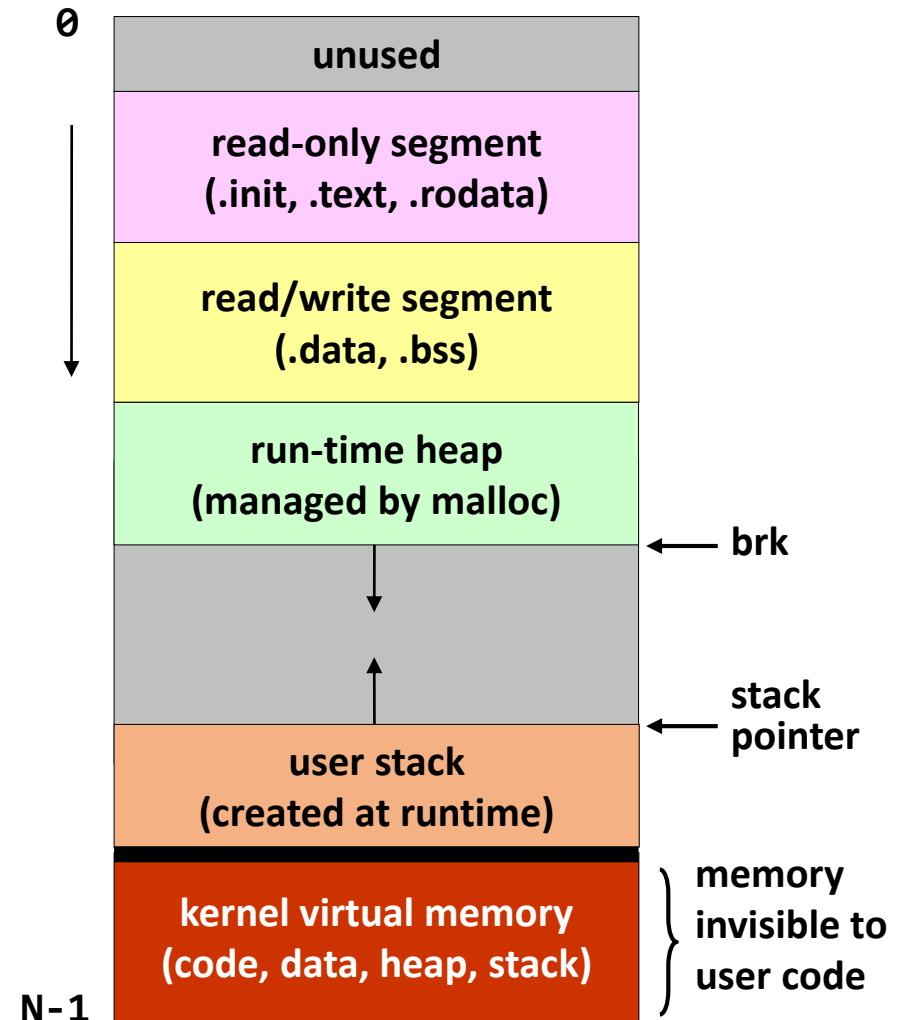 0
unused
read-only segment
(.init, .text, .rodata)
read/write segment
(.data, .bss)
run-time heap
(managed by malloc)
brk
stack
pointer
user stack
(created at runtime)
memory
invisible to
user code
kernel virtual memory
(code, data, heap, stack)
N-1